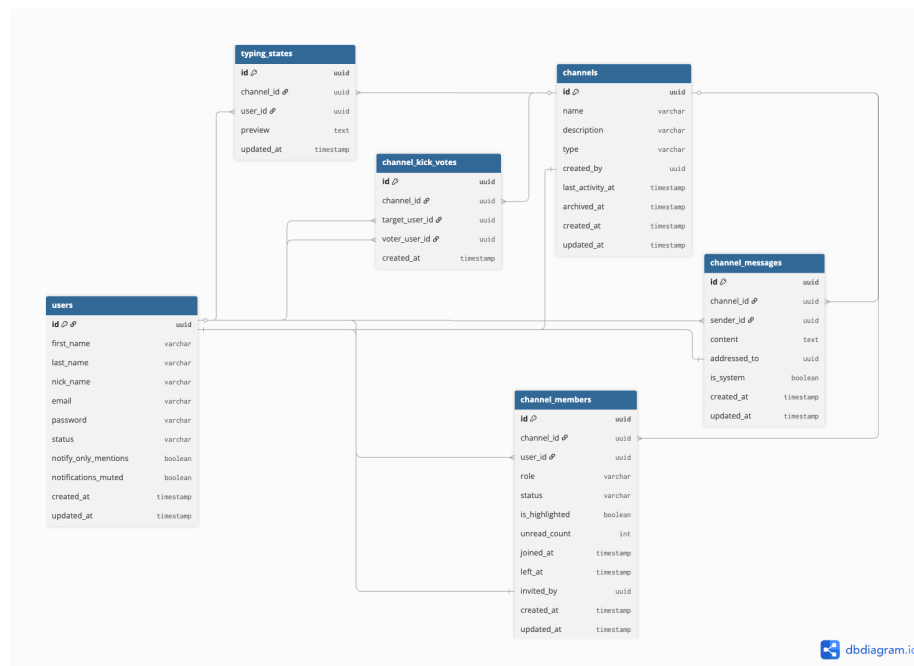 typing_states
id uuid
channel_id uuid
user_id uuid
preview text
updated_at timestamp
channels
id uuid
name varchar
description varchar
type varchar
created_by uuid
last_activity_at timestamp
archived_at timestamp
created_at timestamp
updated_at timestamp
channel_kick_votes
id uuid
channel_id uuid
target_user_id uuid
voter_user_id uuid
created_at timestamp
channel_messages
id uuid
channel_id uuid
sender_id uuid
content text
addressed_to uuid
is_system boolean
created_at timestamp
updated_at timestamp
users
id uuid
first_name varchar
last_name varchar
nick_name varchar
email varchar
password varchar
status varchar
notify_only_mentions boolean
notifications_muted boolean
created_at timestamp
updated_at timestamp
channel_members
id uuid
channel_id uuid
user_id uuid
role varchar
status varchar
is_highlighted boolean
unread_count int
joined_at timestamp
left_at timestamp
invited_by uuid
created_at timestamp
updated_at timestamp
dbdiagram.io